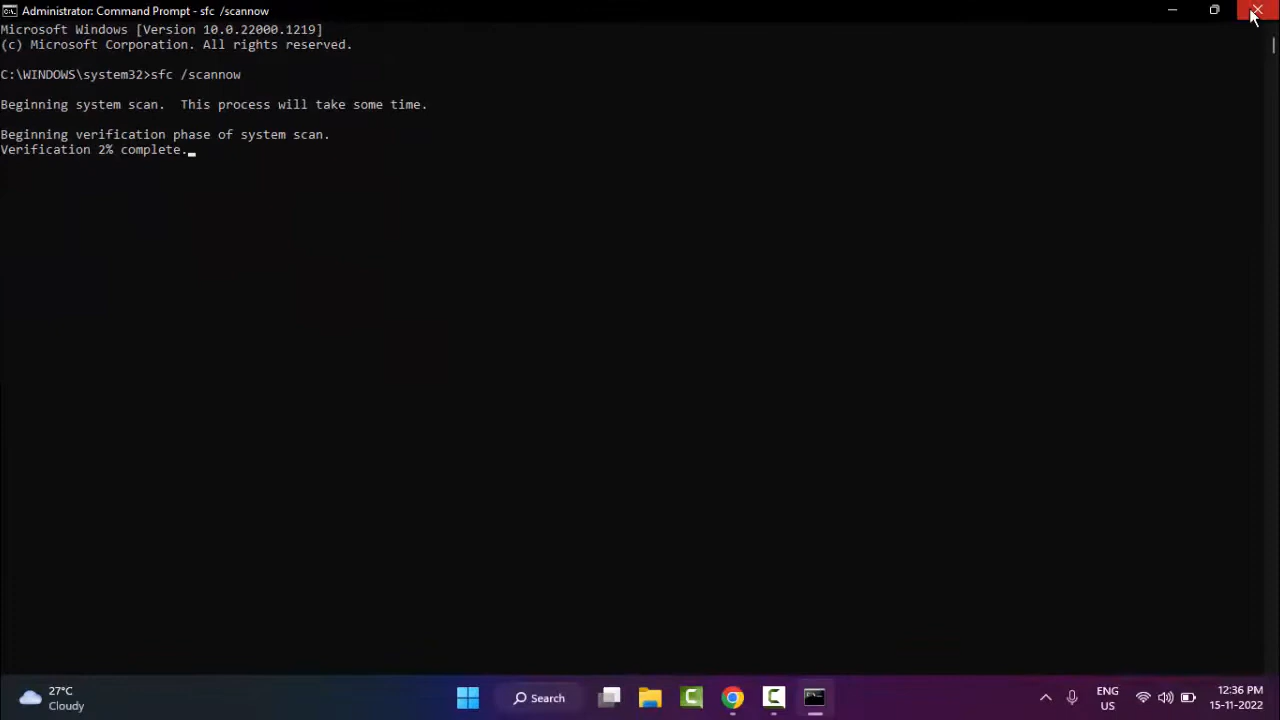 Administrator: Command Prompt - sfc /scannow
Microsoft Windows [Version 10.0.22000.1219]
(c) Microsoft Corporation. All rights reserved.
C:\WINDOWS\system32>sfc /scannow
Beginning system scan.  This process will take some time.
Beginning verification phase of system scan.
Verification 2% complete.
27°C
Cloudy
Search
ENG
US
12:36 PM
15-11-2022